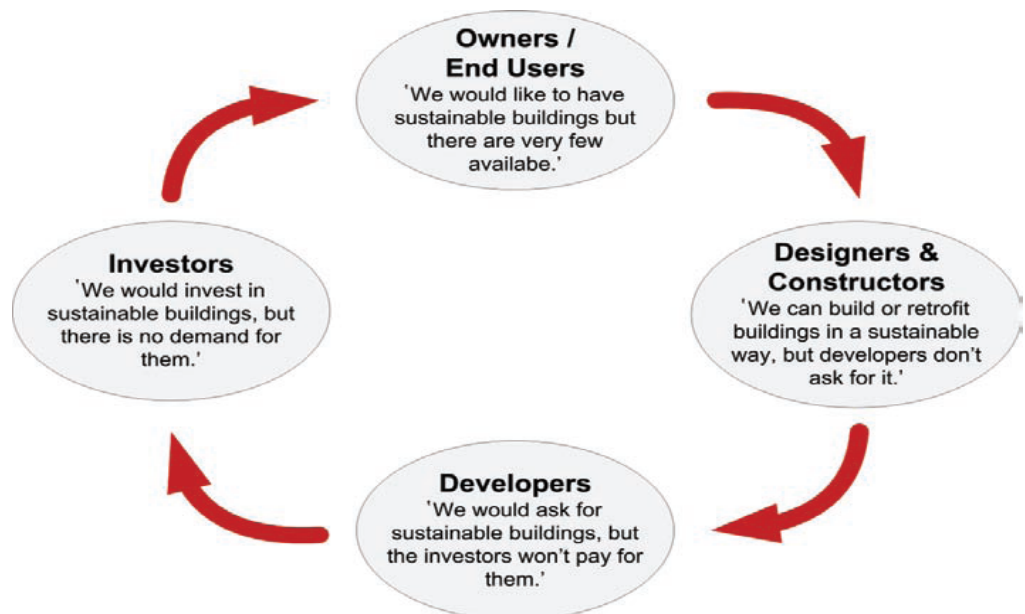 Owners /
End Users
'We would like to have
sustainable buildings but
there are very few
availabe.'
Designers &
Constructors
'We can build or retrofit
buildings in a sustainable
way, but developers don't
ask for it.'
Developers
'We would ask for
sustainable buildings, but
the investors won't pay for
them.'
Investors
'We would invest in
sustainable buildings, but
there is no demand for
them.'